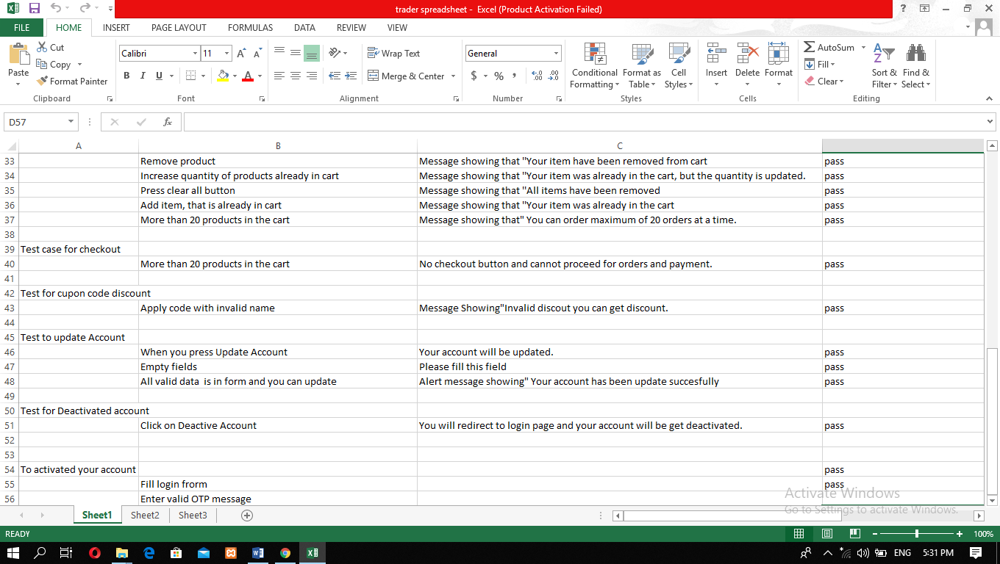 trader spreadsheet - Excel (Product Activation Failed)
FILE HOME INSERT PAGE LAYOUT FORMULAS DATA REVIEW VIEW
Paste Cut Copy Format Painter Clipboard
Calibri 11 B I U Font
Wrap Text Merge & Center Alignment
General $ % , Number
Conditional Formatting Format as Table Cell Styles Styles
Insert Delete Format Cells
AutoSum Fill Clear Sort & Filter Find & Select Editing
D57 fx
A B C
33 Remove product Message showing that "Your item have been removed from cart pass
34 Increase quantity of products already in cart Message showing that "Your item was already in the cart, but the quantity is updated. pass
35 Press clear all button Message showing that "All items have been removed pass
36 Add item, that is already in cart Message showing that "Your item was already in the cart pass
37 More than 20 products in the cart Message showing that" You can order maximum of 20 orders at a time. pass
38
39 Test case for checkout
40 More than 20 products in the cart No checkout button and cannot proceed for orders and payment. pass
41
42 Test for cupon code discount
43 Apply code with invalid name Message Showing"Invalid discout you can get discount. pass
44
45 Test to update Account
46 When you press Update Account Your account will be updated. pass
47 Empty fields Please fill this field pass
48 All valid data is in form and you can update Alert message showing" Your account has been update succesfully pass
49
50 Test for Deactivated account
51 Click on Deactive Account You will redirect to login page and your account will be get deactivated. pass
52
53
54 To activated your account pass
55 Fill login frorm pass
56 Enter valid OTP message
Activate Windows
Go to Settings to activate Windows.
Sheet1 Sheet2 Sheet3
READY 100%
ENG 5:31 PM